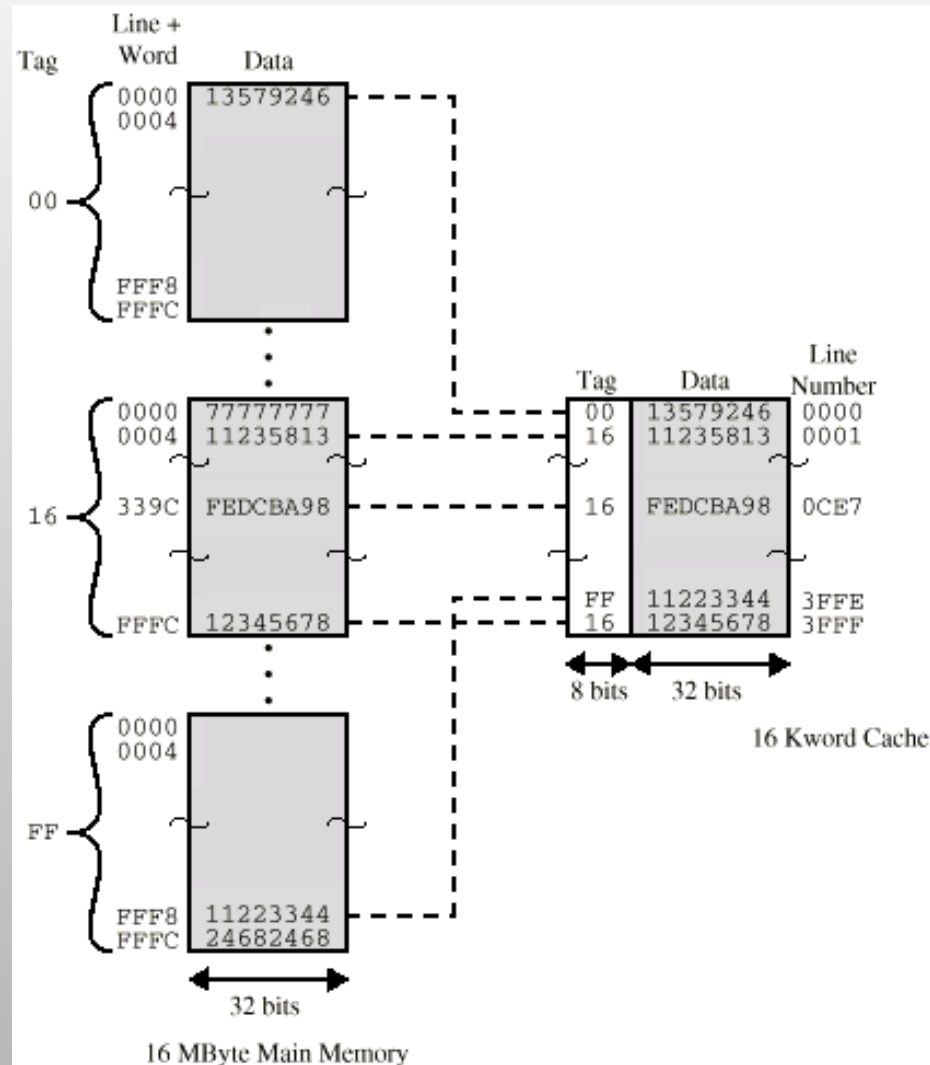 Line +
Tag Word Data
0000 13579246
0004
00
FFF8
FFFC
Line
Tag Data Number
0000 77777777 00 13579246 0000
0004 11235813 16 11235813 0001
16 339C FEDCBA98 16 FEDCBA98 0CE7
FF 11223344 3FFE
FFFC 12345678 16 12345678 3FFF
8 bits 32 bits
0000
0004
16 Kword Cache
FF
FFF8 11223344
FFFC 24682468
32 bits
16 MByte Main Memory